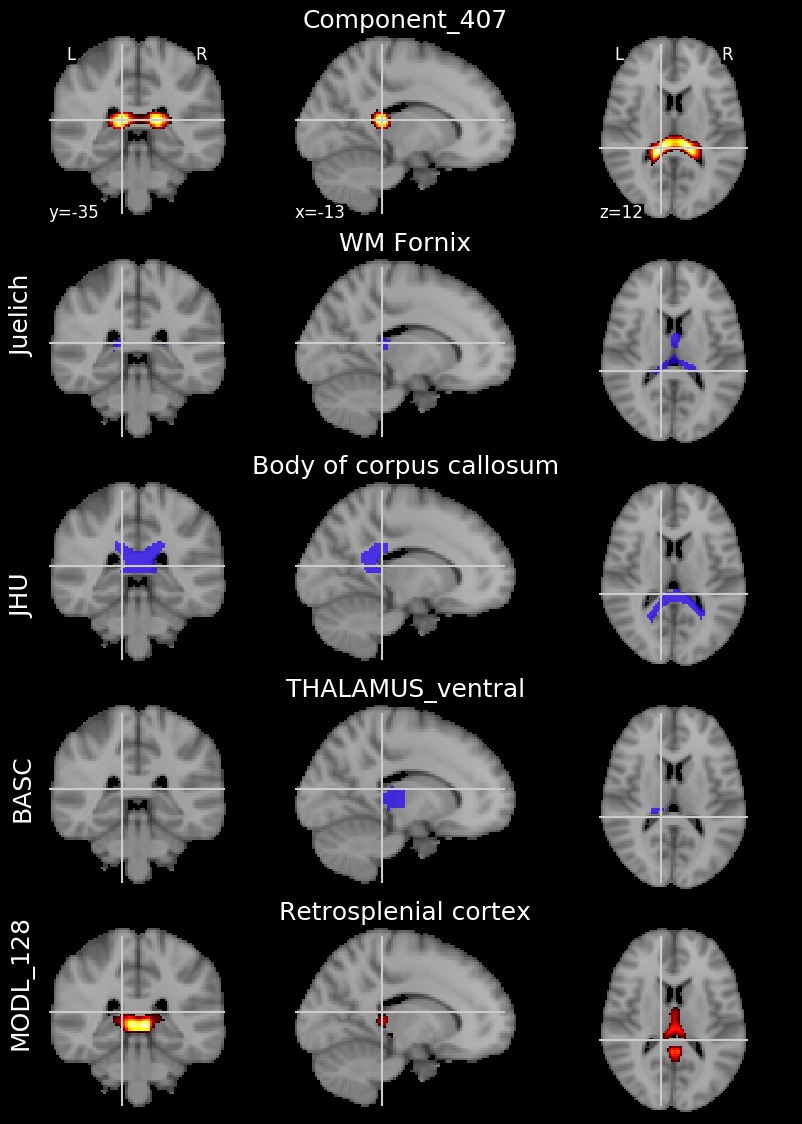 Component_407
L
R
L
R
y=-35
x=-13
z=12
WM Fornix
Juelich
Body of corpus callosum
JHU
THALAMUS_ventral
BASC
Retrosplenial cortex
MODL_128